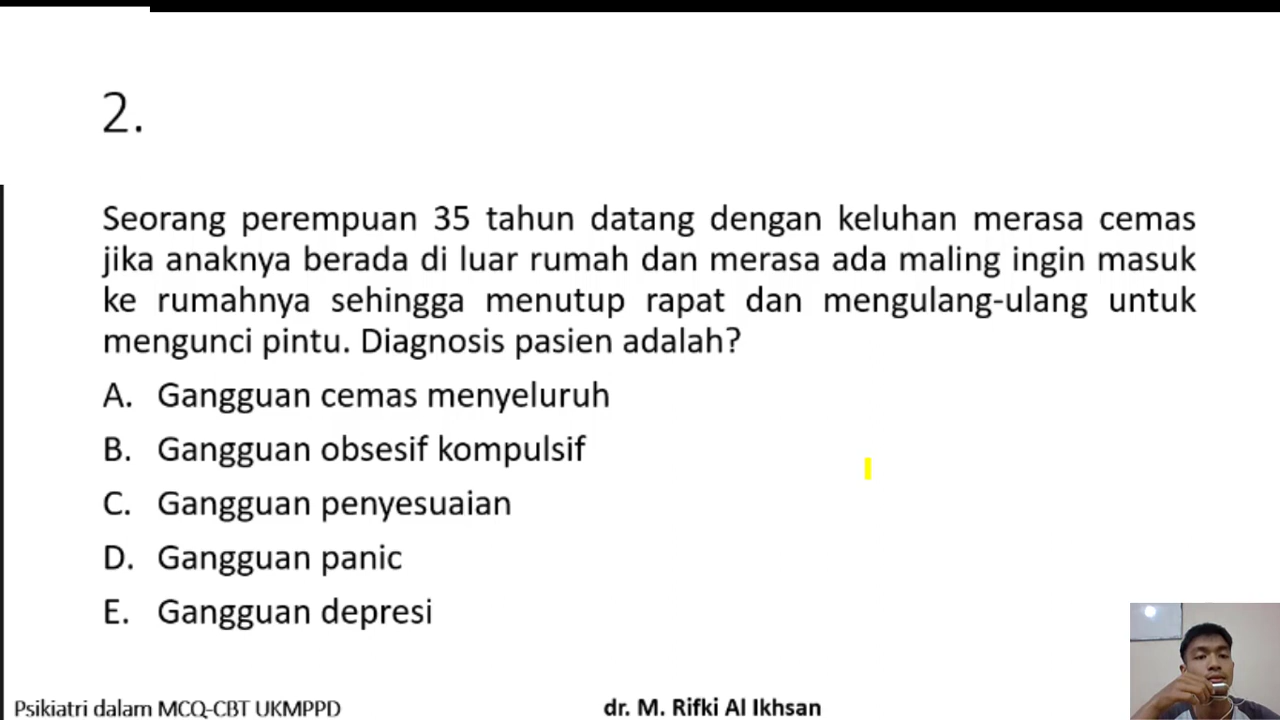 2.
Seorang perempuan 35 tahun datang dengan keluhan merasa cemas
jika anaknya berada di luar rumah dan merasa ada maling ingin masuk
ke rumahnya sehingga menutup rapat dan mengulang-ulang untuk
mengunci pintu. Diagnosis pasien adalah?
A. Gangguan cemas menyeluruh
B. Gangguan obsesif kompulsif
C. Gangguan penyesuaian
D. Gangguan panic
E. Gangguan depresi
Psikiatri dalam MCQ-CBT UKMPPD
dr. M. Rifki Al Ikhsan